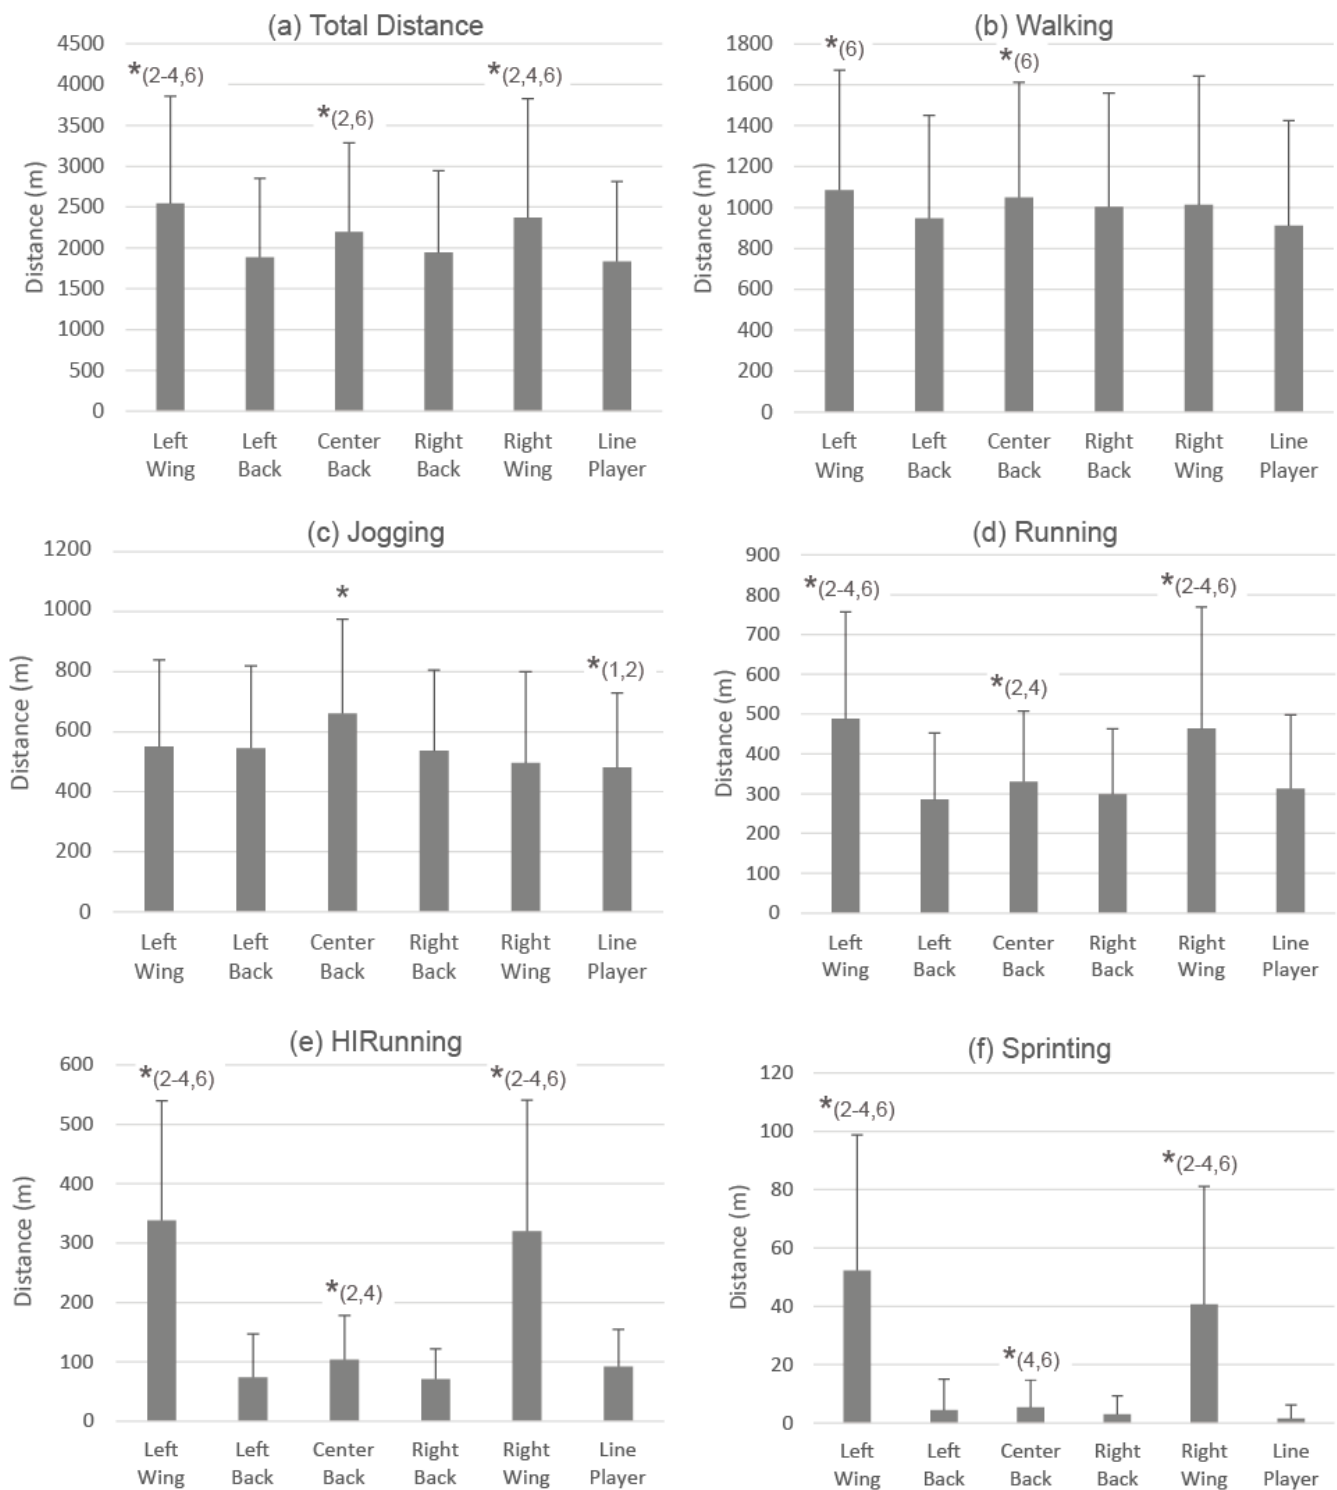 (a) Total Distance
4500
4000
3500
3000
2500
2000
1500
1000
500
0
Distance (m)
*(2-4,6)
*(2,6)
*(2,4,6)
Left Wing
Left Back
Center Back
Right Back
Right Wing
Line Player
(b) Walking
1800
1600
1400
1200
1000
800
600
400
200
0
Distance (m)
*(6)
*(6)
Left Wing
Left Back
Center Back
Right Back
Right Wing
Line Player
(c) Jogging
1200
1000
800
600
400
200
0
Distance (m)
*
*(1,2)
Left Wing
Left Back
Center Back
Right Back
Right Wing
Line Player
(d) Running
900
800
700
600
500
400
300
200
100
0
Distance (m)
*(2-4,6)
*(2,4)
*(2-4,6)
Left Wing
Left Back
Center Back
Right Back
Right Wing
Line Player
(e) HIRunning
600
500
400
300
200
100
0
Distance (m)
*(2-4,6)
*(2,4)
*(2-4,6)
Left Wing
Left Back
Center Back
Right Back
Right Wing
Line Player
(f) Sprinting
120
100
80
60
40
20
0
Distance (m)
*(2-4,6)
*(4,6)
*(2-4,6)
Left Wing
Left Back
Center Back
Right Back
Right Wing
Line Player